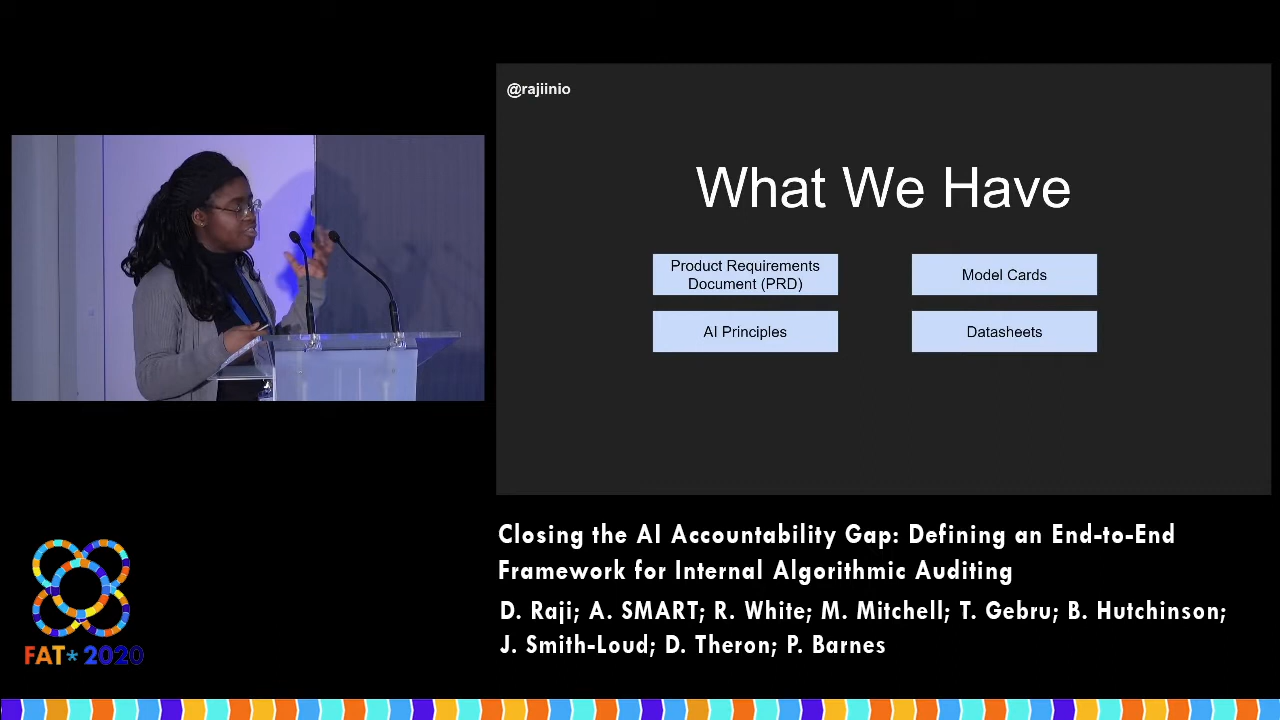 @rajiinio
What We Have
Product Requirements
Document (PRD)
Model Cards
AI Principles
Datasheets
Closing the AI Accountability Gap: Defining an End-to-End
Framework for Internal Algorithmic Auditing
D. Raji; A. SMART; R. White; M. Mitchell; T. Gebru; B. Hutchinson;
J. Smith-Loud; D. Theron; P. Barnes
FAT* 2020